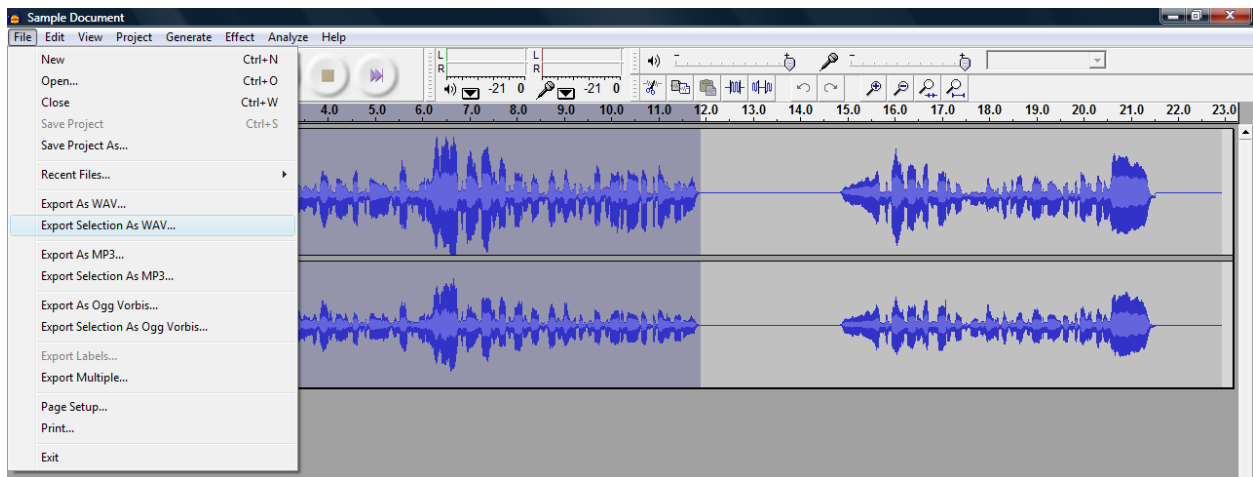 Sample Document
File Edit View Project Generate Effect Analyze Help
New Ctrl+N
Open... Ctrl+O
Close Ctrl+W
Save Project Ctrl+S
Save Project As...
Recent Files...
Export As WAV...
Export Selection As WAV...
Export As MP3...
Export Selection As MP3...
Export As Ogg Vorbis...
Export Selection As Ogg Vorbis...
Export Labels...
Export Multiple...
Page Setup...
Print...
Exit
L L
R R
-21 0 -21 0
4.0 5.0 6.0 7.0 8.0 9.0 10.0 11.0 12.0 13.0 14.0 15.0 16.0 17.0 18.0 19.0 20.0 21.0 22.0 23.0